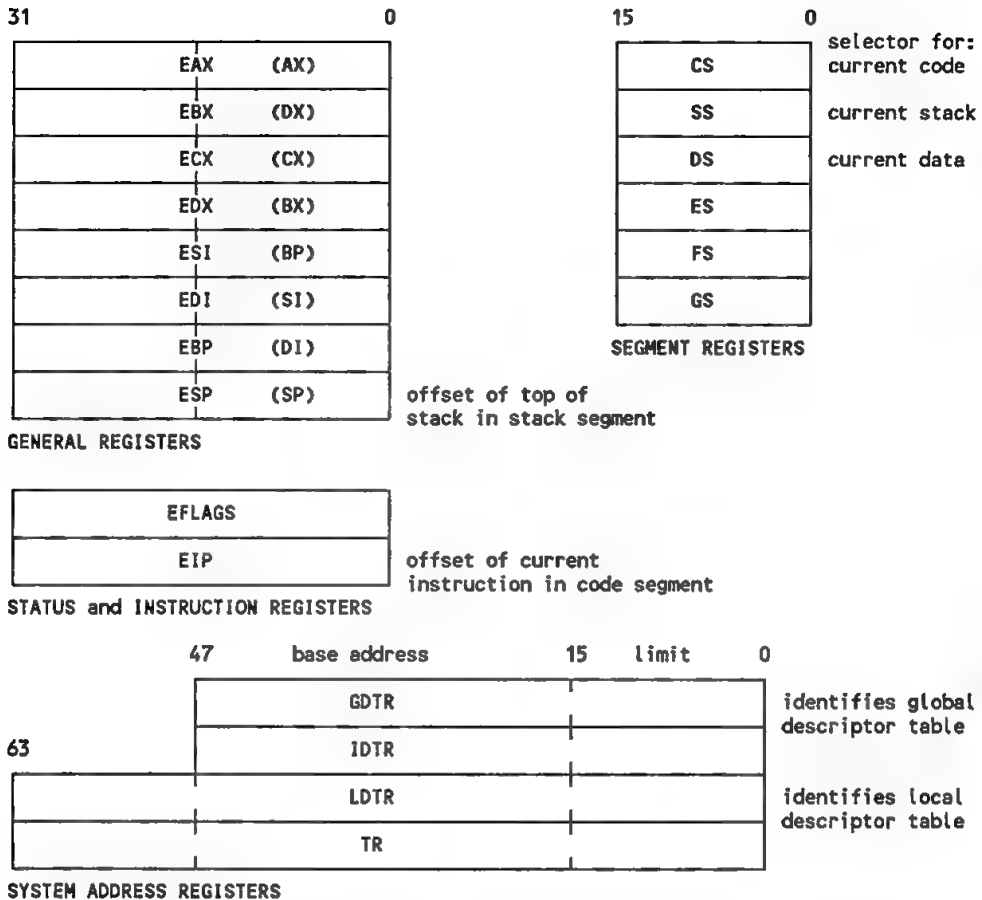 31 0
EAX (AX)
EBX (DX)
ECX (CX)
EDX (BX)
ESI (BP)
EDI (SI)
EBP (DI)
ESP (SP)
offset of top of
stack in stack segment
GENERAL REGISTERS
15 0
selector for:
CS current code
SS current stack
DS current data
ES
FS
GS
SEGMENT REGISTERS
EFLAGS
EIP
offset of current
instruction in code segment
STATUS and INSTRUCTION REGISTERS
47 base address 15 limit 0
GDTR
identifies global
descriptor table
IDTR
63
LDTR
identifies local
descriptor table
TR
SYSTEM ADDRESS REGISTERS